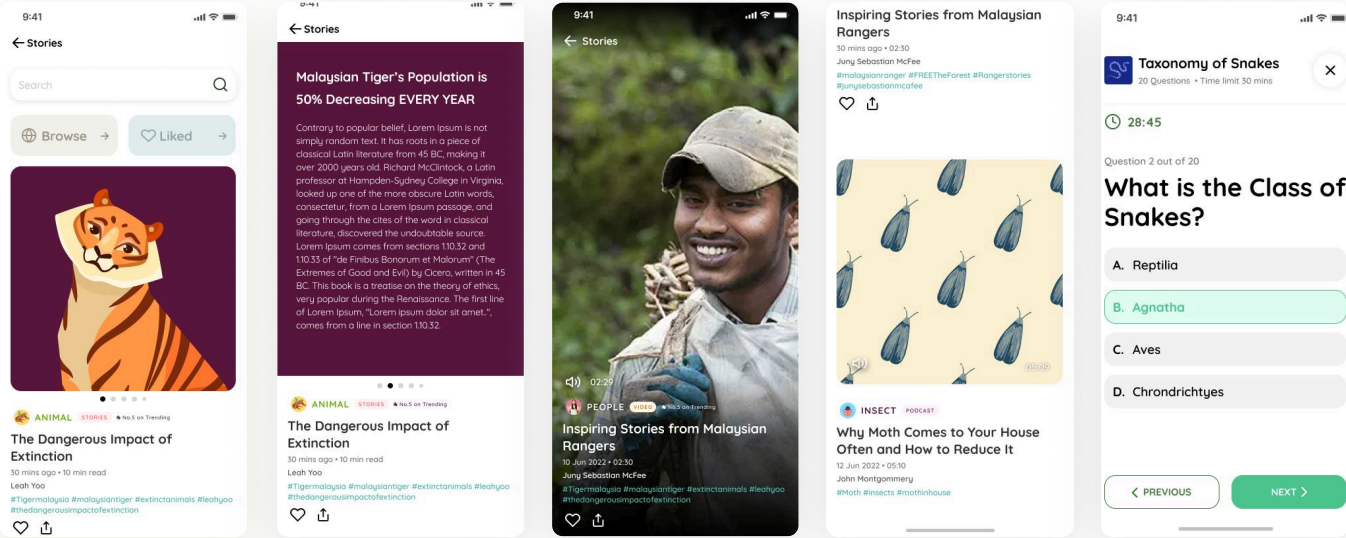 9:41
← Stories
Search
Browse →
Liked →
ANIMAL STORIES No.5 on Trending
The Dangerous Impact of
Extinction
30 mins ago • 10 min read
Leah Yoo
#Tigermalaysia #malaysiantiger #extinctanimals #leahyoo
#thedangerousimpactofextinction
9:41
← Stories
Malaysian Tiger's Population is
50% Decreasing EVERY YEAR
Contrary to popular belief, Lorem Ipsum is not
simply random text. It has roots in a piece of
classical Latin literature from 45 BC, making it
over 2000 years old. Richard McClintock, a Latin
professor at Hampden-Sydney College in Virginia,
looked up one of the more obscure Latin words,
consectetur, from a Lorem Ipsum passage, and
going through the cites of the word in classical
literature, discovered the undoubtable source.
Lorem Ipsum comes from sections 1.10.32 and
1.10.33 of "de Finibus Bonorum et Malorum" (The
Extremes of Good and Evil) by Cicero, written in 45
BC. This book is a treatise on the theory of ethics,
very popular during the Renaissance. The first line
of Lorem Ipsum, "Lorem ipsum dolor sit amet..",
comes from a line in section 1.10.32.
ANIMAL STORIES No.5 on Trending
The Dangerous Impact of
Extinction
30 mins ago • 10 min read
Leah Yoo
#Tigermalaysia #malaysiantiger #extinctanimals #leahyoo
#thedangerousimpactofextinction
9:41
← Stories
02:29
PEOPLE VIDEO No.5 on Trending
Inspiring Stories from Malaysian
Rangers
10 Jun 2022 • 02:30
Juny Sebastian McFee
#Tigermalaysia #malaysiantiger #extinctanimals #leahyoo
#thedangerousimpactofextinction
Inspiring Stories from Malaysian
Rangers
30 mins ago • 02:30
Juny Sebastian McFee
#malaysianranger #FREETheForest #Rangerstories
#junysebastianmcafee
05:09
INSECT PODCAST
Why Moth Comes to Your House
Often and How to Reduce It
12 Jun 2022 • 05:10
John Montgommery
#Moth #insects #mothinhouse
9:41
Taxonomy of Snakes
20 Questions • Time limit 30 mins
28:45
Question 2 out of 20
What is the Class of
Snakes?
A. Reptilia
B. Agnatha
C. Aves
D. Chrondrichtyes
< PREVIOUS
NEXT >